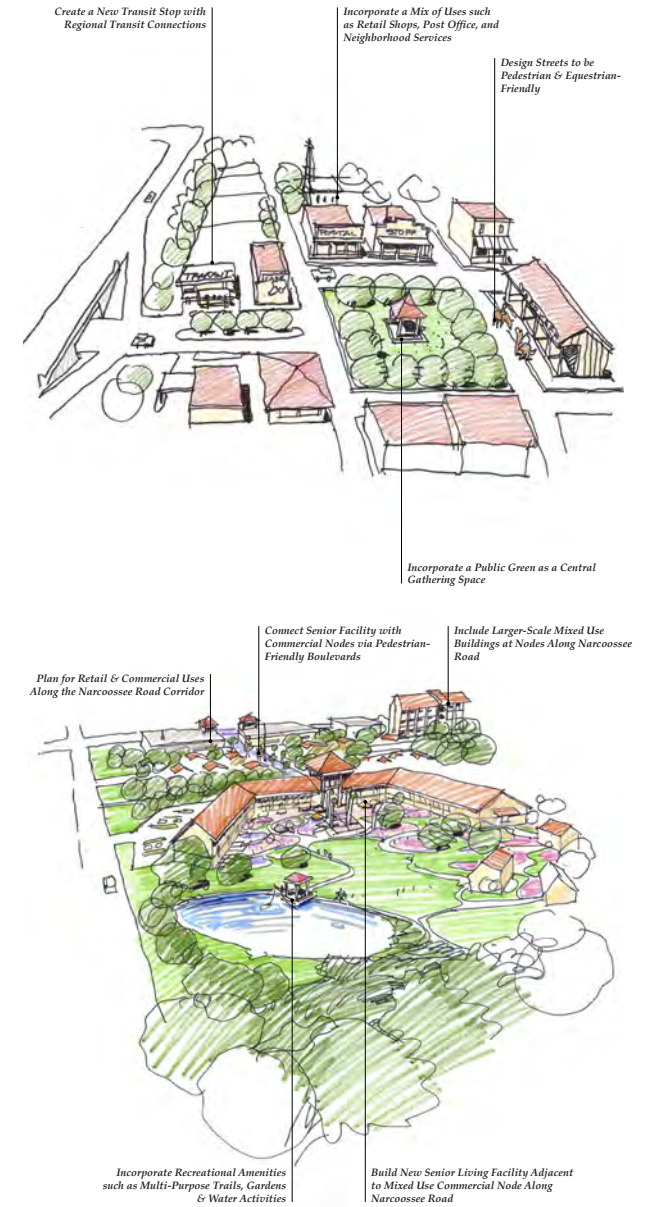 Create a New Transit Stop with
Regional Transit Connections
Incorporate a Mix of Uses such
as Retail Shops, Post Office, and
Neighborhood Services
Design Streets to be
Pedestrian & Equestrian-
Friendly
POSTAL
TRANSIT
Incorporate a Public Green as a Central
Gathering Space
Connect Senior Facility with
Commercial Nodes via Pedestrian-
Friendly Boulevards
Include Larger-Scale Mixed Use
Buildings at Nodes Along Narcoossee
Road
Plan for Retail & Commercial Uses
Along the Narcoossee Road Corridor
Incorporate Recreational Amenities
such as Multi-Purpose Trails, Gardens
& Water Activities
Build New Senior Living Facility Adjacent
to Mixed Use Commercial Node Along
Narcoossee Road